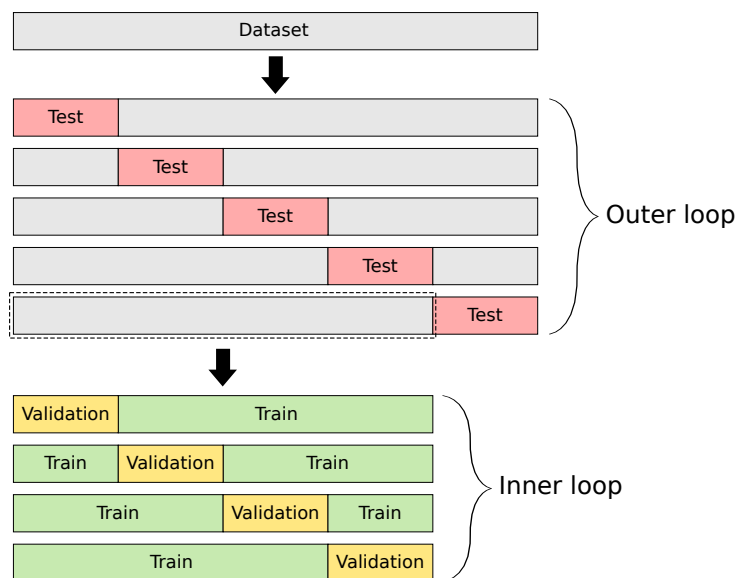 Dataset
Test
Test
Test
Outer loop
Test
Test
Validation Train
Train Validation Train
Inner loop
Train Validation Train
Train Validation